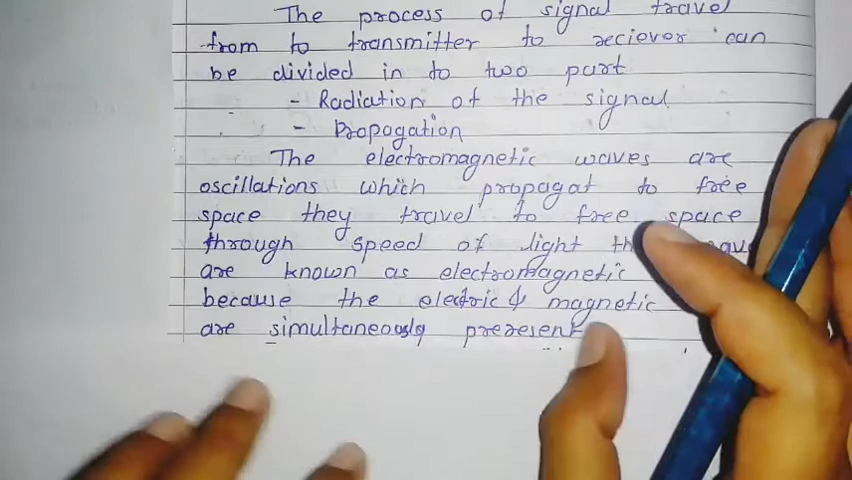 The process of signal travel
from to transmitter to reciever can
be divided in to two part
- Radiation of the signal
- Propogation
The electromagnetic waves are
oscillations which propagat to free
space they travel to free space
through speed of light
are known as electromagnetic
because the electric & magnetic
are simultaneously preresent